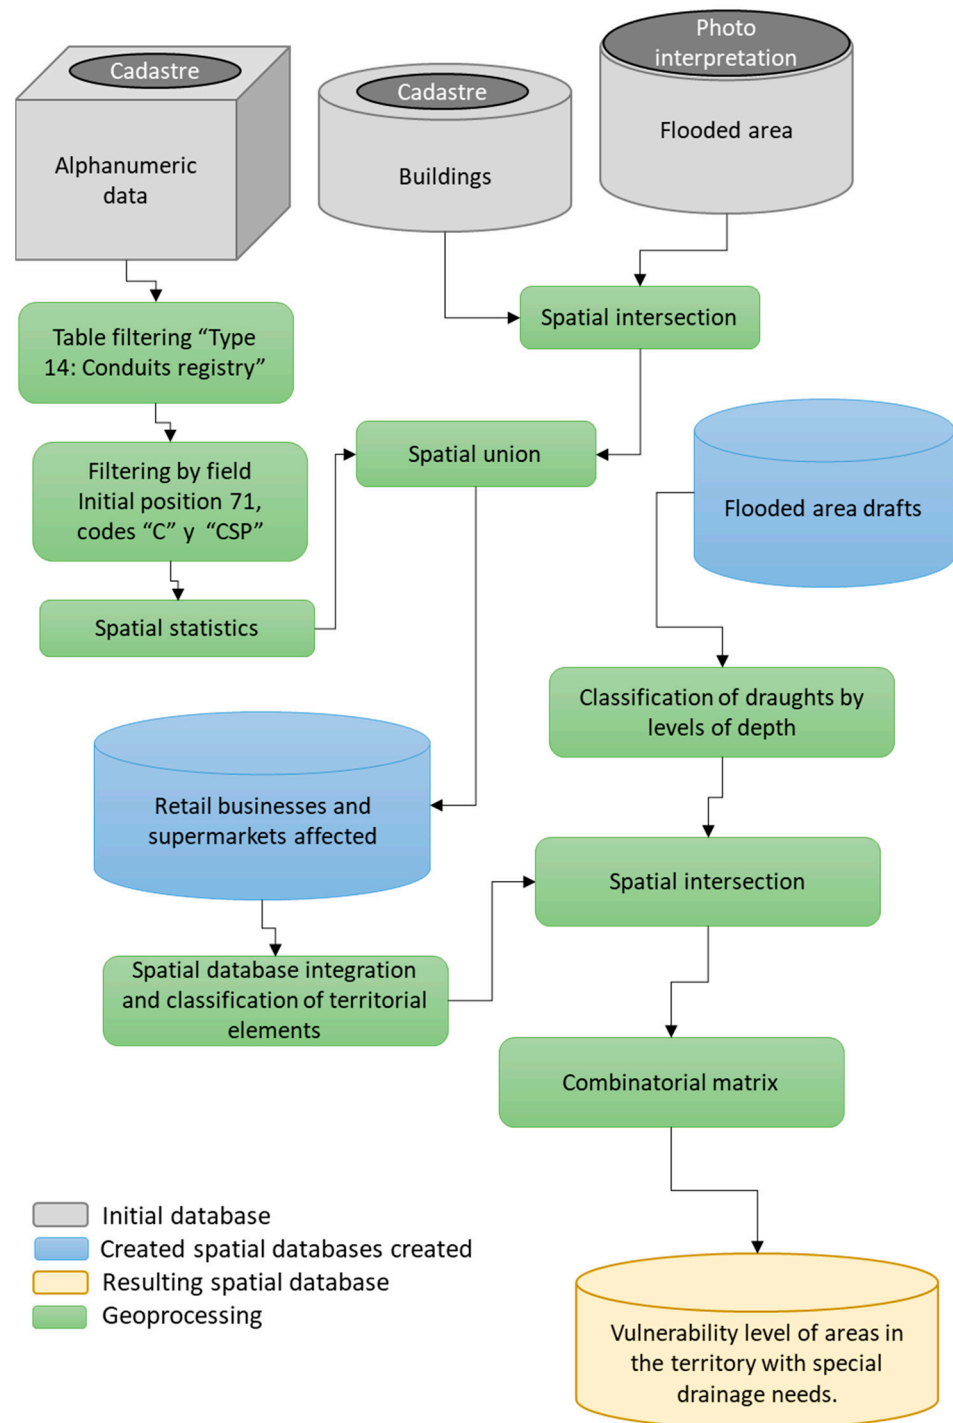 Cadastre
Alphanumeric
data
Cadastre
Buildings
Photo
interpretation
Flooded area
Table filtering “Type
14: Conduits registry”
Spatial intersection
Filtering by field
Initial position 71,
codes “C” y “CSP”
Spatial union
Flooded area drafts
Spatial statistics
Classification of draughts by
levels of depth
Retail businesses and
supermarkets affected
Spatial intersection
Spatial database integration
and classification of territorial
elements
Combinatorial matrix
Initial database
Created spatial databases created
Resulting spatial database
Geoprocessing
Vulnerability level of areas in
the territory with special
drainage needs.